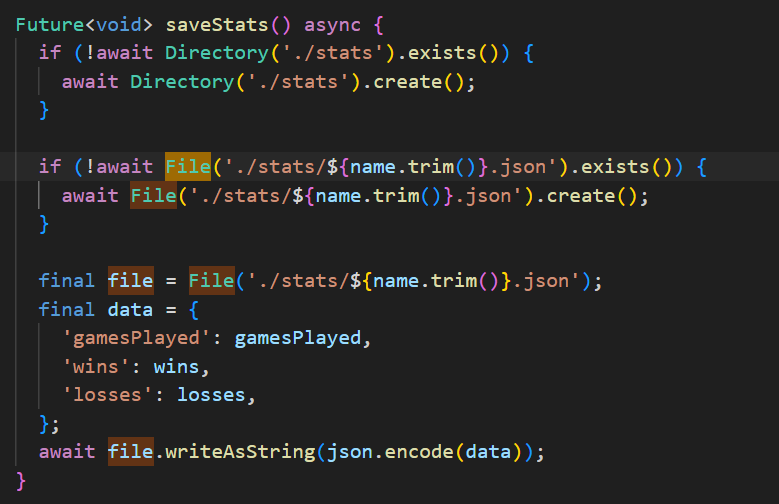 Future<void> saveStats() async {
  if (!await Directory('./stats').exists()) {
    await Directory('./stats').create();
  }

  if (!await File('./stats/${name.trim()}.json').exists()) {
    await File('./stats/${name.trim()}.json').create();
  }

  final file = File('./stats/${name.trim()}.json');
  final data = {
    'gamesPlayed': gamesPlayed,
    'wins': wins,
    'losses': losses,
  };
  await file.writeAsString(json.encode(data));
}